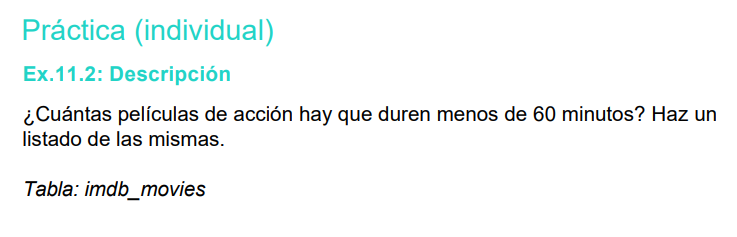 Práctica (individual)
Ex.11.2: Descripción
¿Cuántas películas de acción hay que duren menos de 60 minutos? Haz un
listado de las mismas.
Tabla: imdb_movies